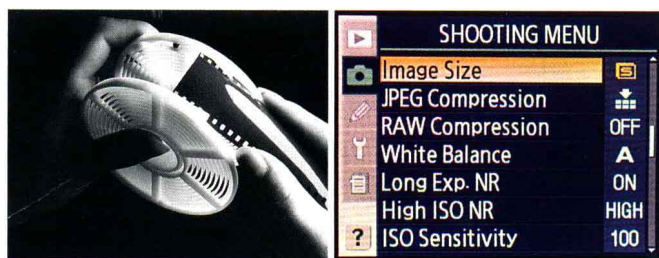 SHOOTING MENU
Image Size S
JPEG Compression
RAW Compression OFF
White Balance A
Long Exp. NR ON
High ISO NR HIGH
? ISO Sensitivity 100